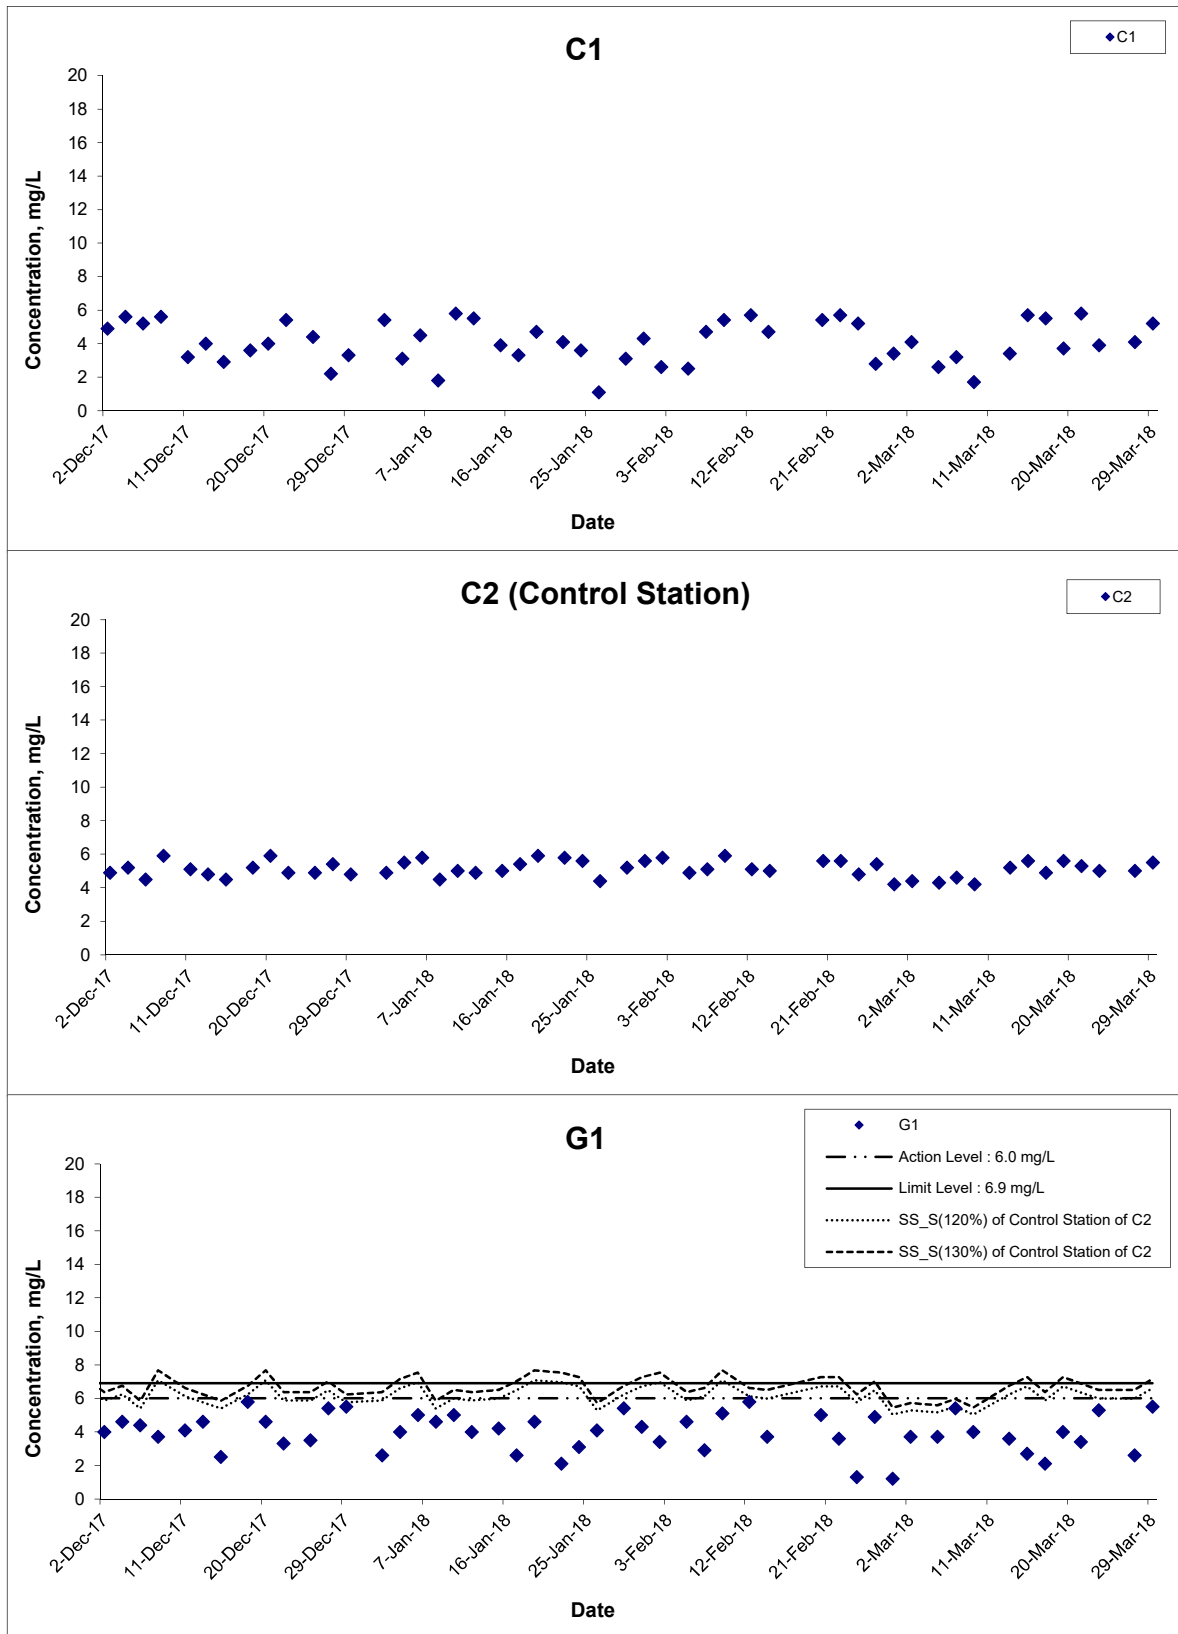 C1
C1
20
18
16
14
12
10
8
6
4
2
0
Concentration, mg/L
2-Dec-17
11-Dec-17
20-Dec-17
29-Dec-17
7-Jan-18
16-Jan-18
25-Jan-18
3-Feb-18
12-Feb-18
21-Feb-18
2-Mar-18
11-Mar-18
20-Mar-18
29-Mar-18
Date
C2 (Control Station)
C2
20
18
16
14
12
10
8
6
4
2
0
Concentration, mg/L
2-Dec-17
11-Dec-17
20-Dec-17
29-Dec-17
7-Jan-18
16-Jan-18
25-Jan-18
3-Feb-18
12-Feb-18
21-Feb-18
2-Mar-18
11-Mar-18
20-Mar-18
29-Mar-18
Date
G1
G1
Action Level : 6.0 mg/L
Limit Level : 6.9 mg/L
SS_S(120%) of Control Station of C2
SS_S(130%) of Control Station of C2
20
18
16
14
12
10
8
6
4
2
0
Concentration, mg/L
2-Dec-17
11-Dec-17
20-Dec-17
29-Dec-17
7-Jan-18
16-Jan-18
25-Jan-18
3-Feb-18
12-Feb-18
21-Feb-18
2-Mar-18
11-Mar-18
20-Mar-18
29-Mar-18
Date